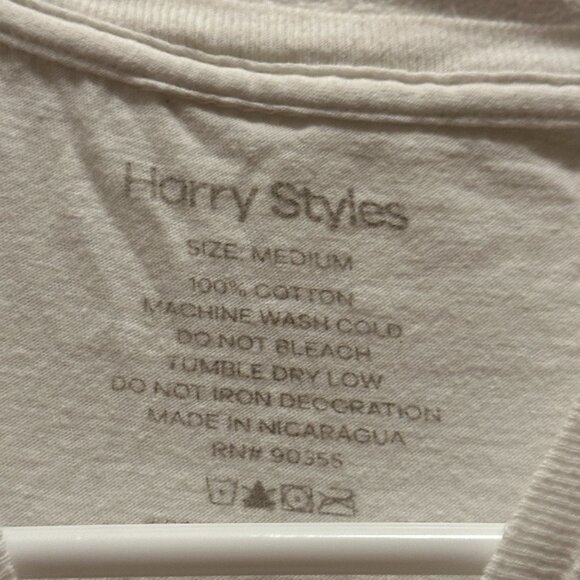 Harry Styles
SIZE: MEDIUM
100% COTTON
MACHINE WASH COLD
DO NOT BLEACH
TUMBLE DRY LOW
DO NOT IRON DECORATION
MADE IN NICARAGUA
RN# 90355